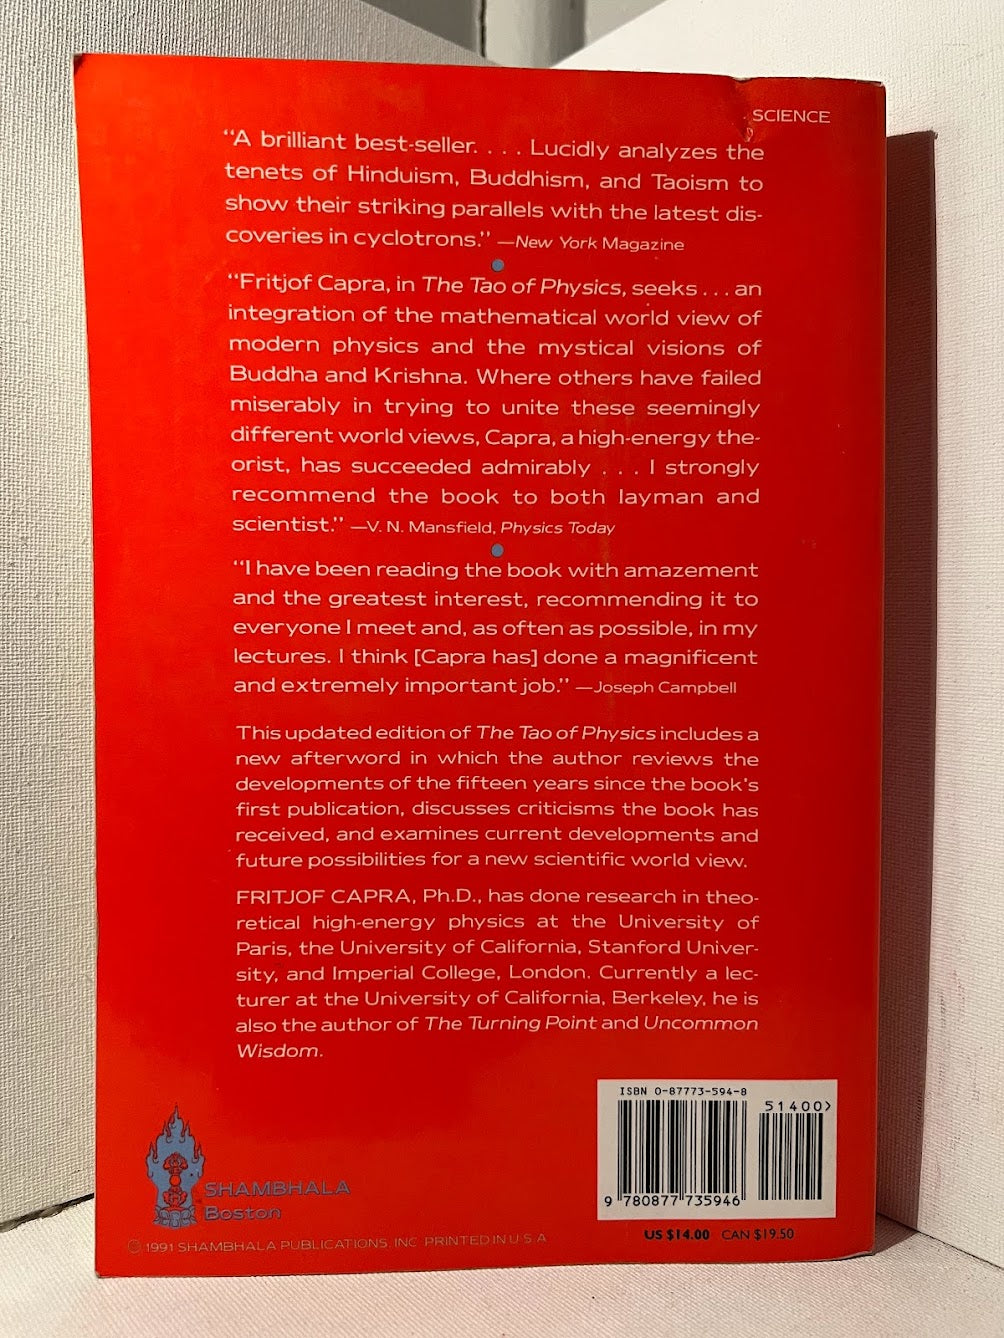 SCIENCE
“A brilliant best-seller. . . . Lucidly analyzes the
tenets of Hinduism, Buddhism, and Taoism to
show their striking parallels with the latest dis-
coveries in cyclotrons.” —New York Magazine
“Fritjof Capra, in The Tao of Physics, seeks . . . an
integration of the mathematical world view of
modern physics and the mystical visions of
Buddha and Krishna. Where others have failed
miserably in trying to unite these seemingly
different world views, Capra, a high-energy the-
orist, has succeeded admirably . . . I strongly
recommend the book to both layman and
scientist.” —V. N. Mansfield, Physics Today
“I have been reading the book with amazement
and the greatest interest, recommending it to
everyone I meet and, as often as possible, in my
lectures. I think [Capra has] done a magnificent
and extremely important job.” —Joseph Campbell
This updated edition of The Tao of Physics includes a
new afterword in which the author reviews the
developments of the fifteen years since the book's
first publication, discusses criticisms the book has
received, and examines current developments and
future possibilities for a new scientific world view.
FRITJOF CAPRA, Ph.D., has done research in theo-
retical high-energy physics at the University of
Paris, the University of California, Stanford Univer-
sity, and Imperial College, London. Currently a lec-
turer at the University of California, Berkeley, he is
also the author of The Turning Point and Uncommon
Wisdom.
ISBN 0-87773-594-8
51400>
9 780877 735946
SHAMBHALA
Boston
© 1991 SHAMBHALA PUBLICATIONS, INC. PRINTED IN U.S.A.
US $14.00 CAN $19.50